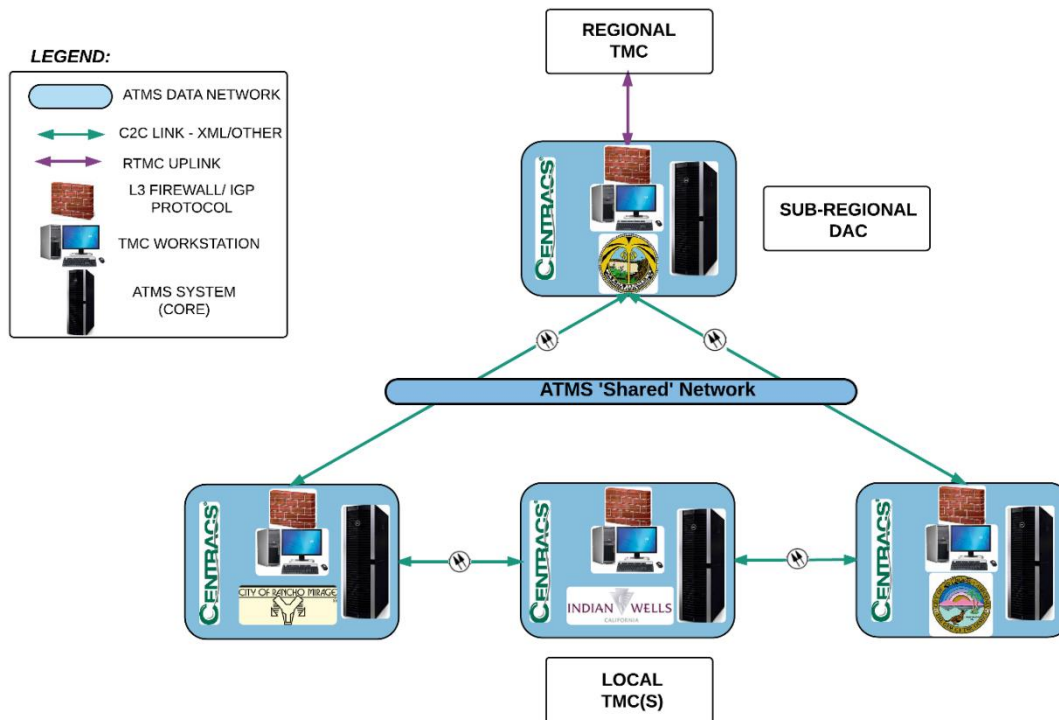 REGIONAL
TMC
LEGEND:
ATMS DATA NETWORK
C2C LINK - XML/OTHER
RTMC UPLINK
L3 FIREWALL/ IGP
PROTOCOL
TMC WORKSTATION
ATMS SYSTEM
(CORE)
CENTRACS
SUB-REGIONAL
DAC
ATMS 'Shared' Network
CENTRACS
CITY OF RANCHO MIRAGE
CENTRACS
INDIAN WELLS
CALIFORNIA
CENTRACS
LOCAL
TMC(S)